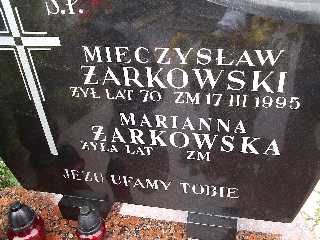 Ś.P.
MIECZYSŁAW
ŻARKOWSKI
ŻYŁ LAT 70 ZM 17 III 1995
MARIANNA
ŻARKOWSKA
ŻYŁA LAT ZM
JEZU UFAMY TOBIE